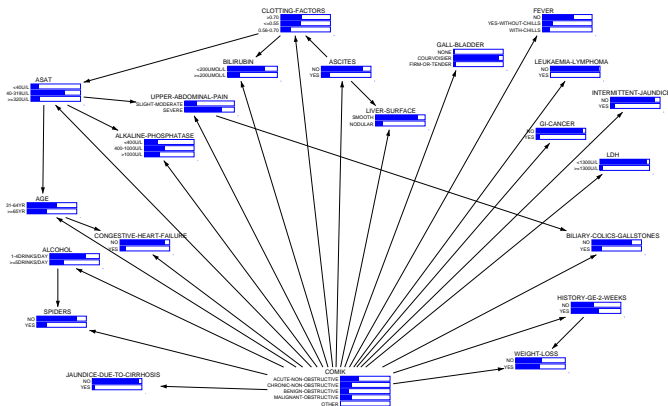 CLOTTING-FACTORS
>0.70
<=0.55
0.56-0.70
FEVER
NO
YES-WITHOUT-CHILLS
WITH-CHILLS
GALL-BLADDER
NONE
COURVOISIER
FIRM-OR-TENDER
BILIRUBIN
<200UMOL/L
>=200UMOL/L
ASCITES
NO
YES
LEUKAEMIA-LYMPHOMA
NO
YES
ASAT
<40U/L
40-319U/L
>=320U/L
INTERMITTENT-JAUNDICE
NO
YES
UPPER-ABDOMINAL-PAIN
SLIGHT-MODERATE
SEVERE
LIVER-SURFACE
SMOOTH
NODULAR
GI-CANCER
NO
YES
ALKALINE-PHOSPHATASE
<400U/L
400-1000U/L
>1000U/L
LDH
<1300U/L
>=1300U/L
AGE
31-64YR
>=65YR
CONGESTIVE-HEART-FAILURE
NO
YES
BILIARY-COLICS-GALLSTONES
NO
YES
ALCOHOL
1-4DRINKS/DAY
>=5DRINKS/DAY
HISTORY-GE-2-WEEKS
NO
YES
SPIDERS
NO
YES
WEIGHT-LOSS
NO
YES
JAUNDICE-DUE-TO-CIRRHOSIS
NO
YES
COMIK
ACUTE-NON-OBSTRUCTIVE
CHRONIC-NON-OBSTRUCTIVE
BENIGN-OBSTRUCTIVE
MALIGNANT-OBSTRUCTIVE
OTHER